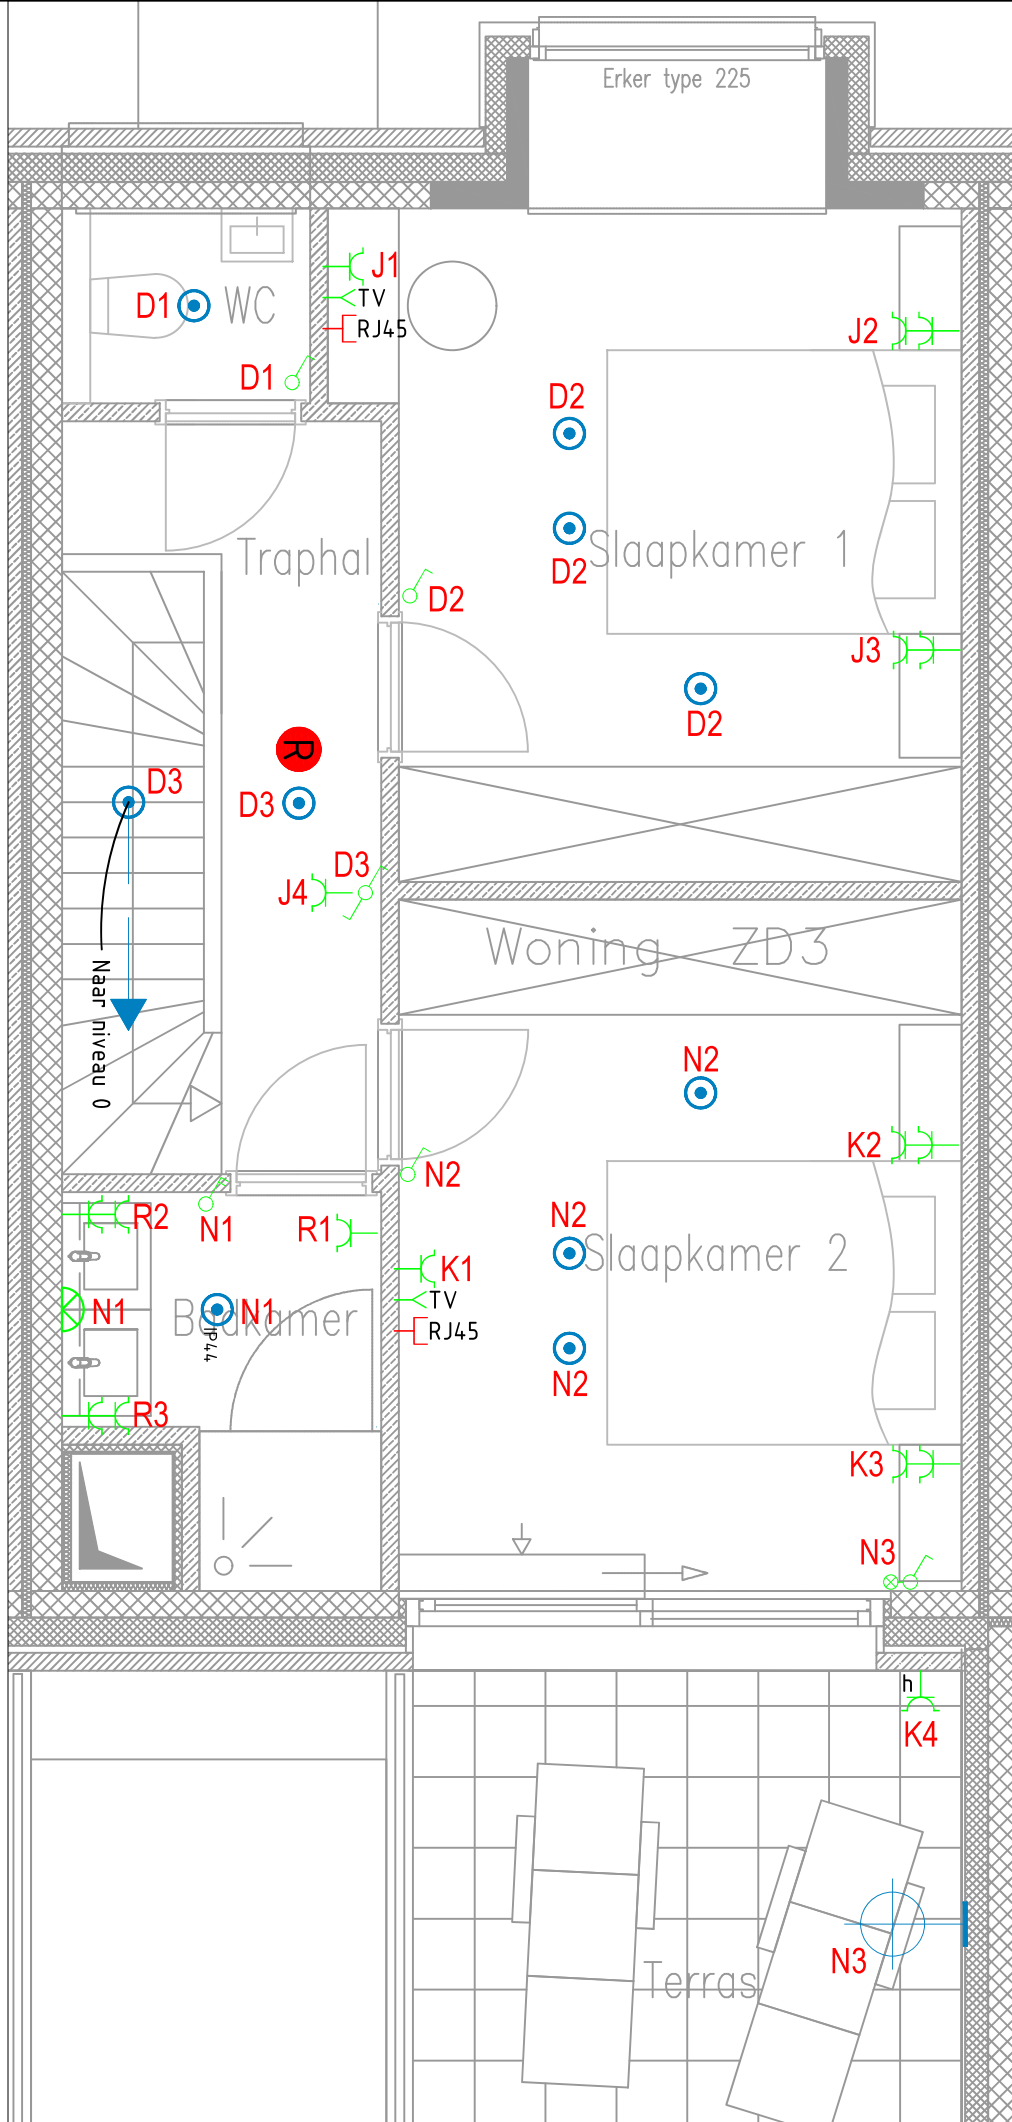 Erker type 225
J1
TV
RJ45
D1
WC
D1
J2
D2
D2
Slaapkamer 1
Traphal
D2
J3
D2
R
D3
D3
D3
J4
Woning ZD3
Naar niveau 0
N2
K2
N2
R2
N1
R1
N2
Slaapkamer 2
K1
TV
RJ45
N1
N1
Badkamer
IP44
N2
R3
K3
N3
h
K4
N3
Terras